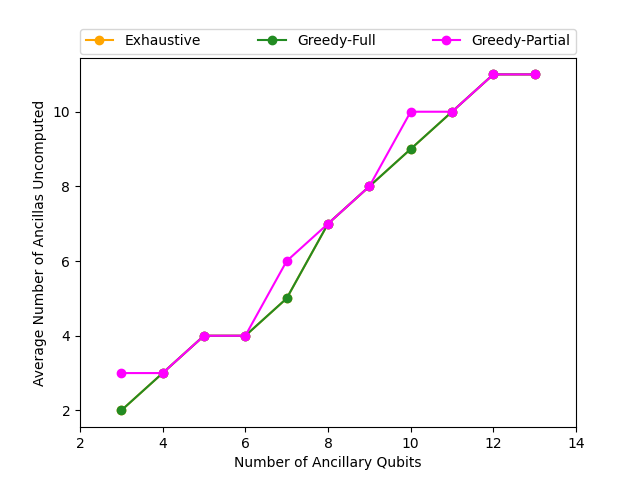 Exhaustive Greedy-Full Greedy-Partial
Average Number of Ancillas Uncomputed
10
8
6
4
2
2 4 6 8 10 12 14
Number of Ancillary Qubits